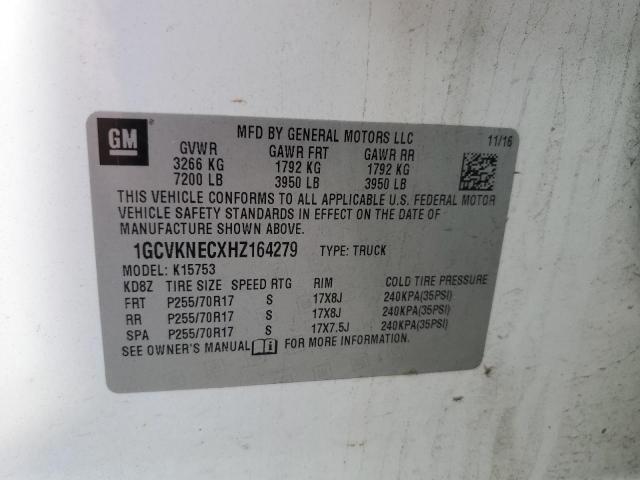 GM
MFD BY GENERAL MOTORS LLC
11/16
GVWR GAWR FRT GAWR RR
3266 KG 1792 KG 1792 KG
7200 LB 3950 LB 3950 LB
THIS VEHICLE CONFORMS TO ALL APPLICABLE U.S. FEDERAL MOTOR
VEHICLE SAFETY STANDARDS IN EFFECT ON THE DATE OF
MANUFACTURE SHOWN ABOVE.
1GCVKNECXHZ164279 TYPE: TRUCK
MODEL: K15753
KD8Z TIRE SIZE SPEED RTG RIM COLD TIRE PRESSURE
FRT P255/70R17 S 17X8J 240KPA(35PSI)
RR P255/70R17 S 17X8J 240KPA(35PSI)
SPA P255/70R17 S 17X7.5J 240KPA(35PSI)
SEE OWNER'S MANUAL FOR MORE INFORMATION.